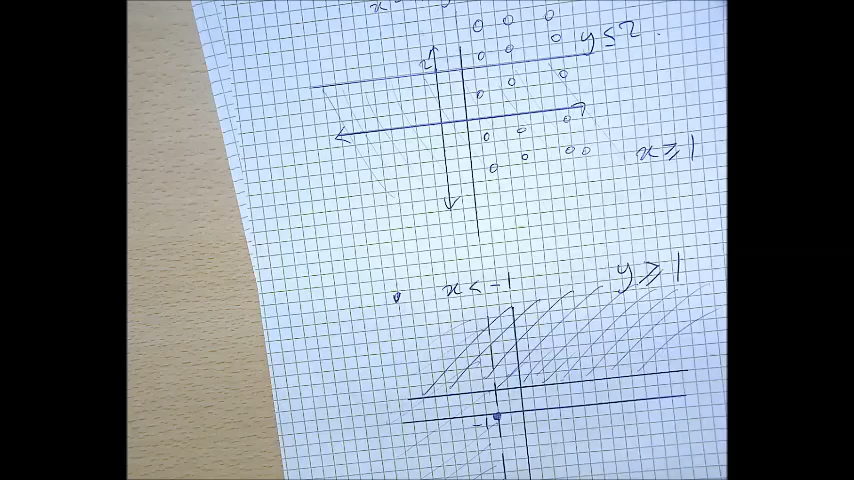 y ≤ 2
2
x ≥ 1
x < -1
y ≥ 1
-1